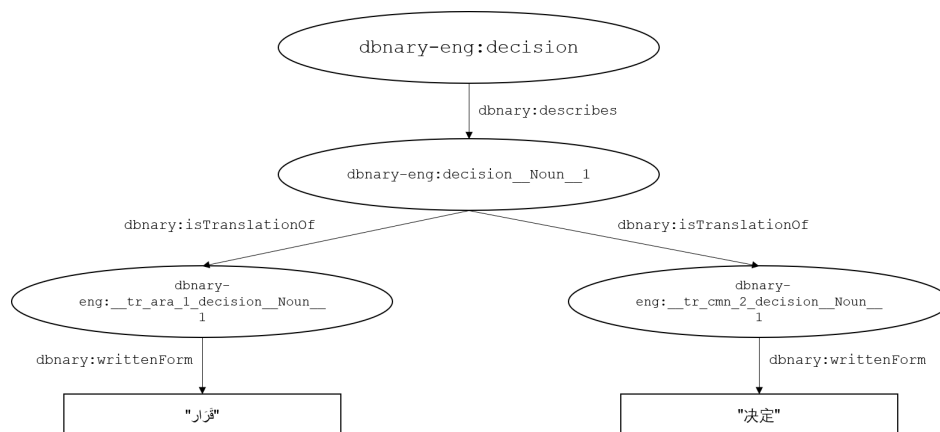 dbnary-eng:decision
dbnary:describes
dbnary-eng:decision__Noun__1
dbnary:isTranslationOf
dbnary:isTranslationOf
dbnary-
eng:__tr_ara_1_decision__Noun__
1
dbnary-
eng:__tr_cmn_2_decision__Noun__
1
dbnary:writtenForm
dbnary:writtenForm
"قَرَار"
"决定"